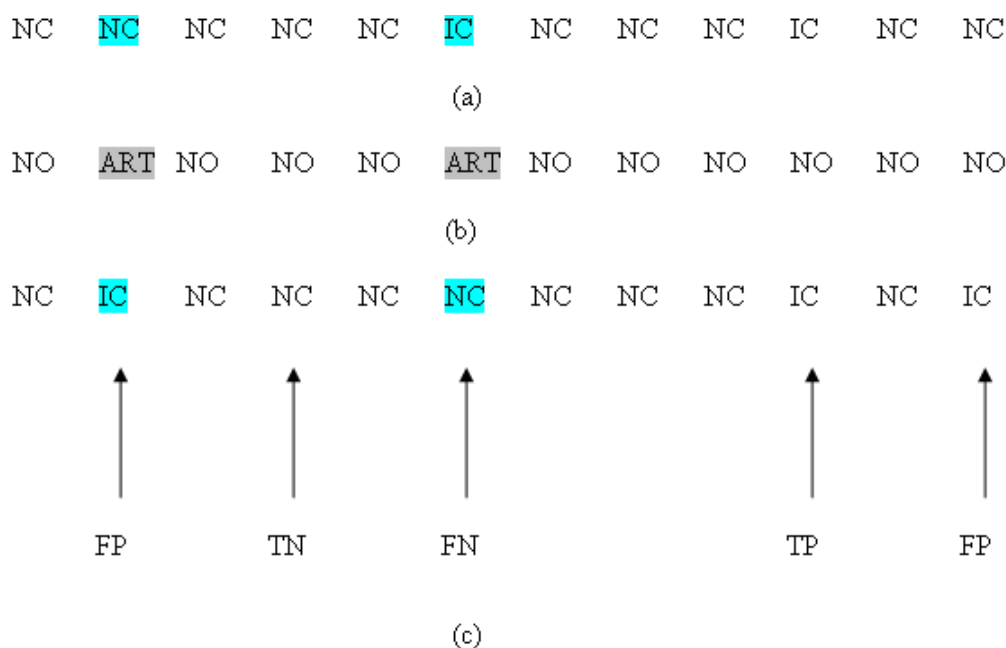 NC NC NC NC NC IC NC NC NC IC NC NC
(a)
NO ART NO NO NO ART NO NO NO NO NO NO
(b)
NC IC NC NC NC NC NC NC NC IC NC IC
FP TN FN TP FP
(c)